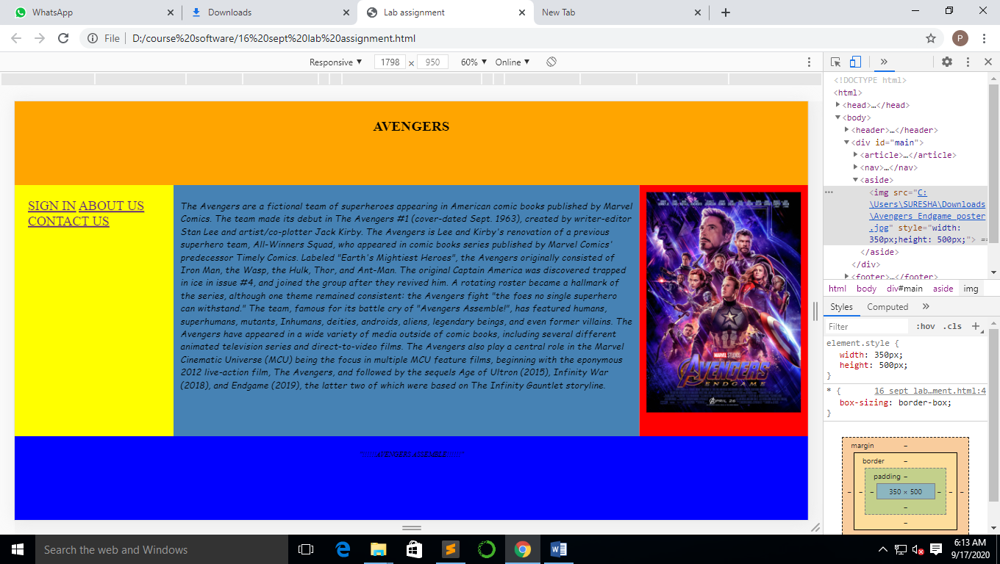 WhatsApp
Downloads
Lab assignment
New Tab
File
D:/course%20software/16%20sept%20lab%20assignment.html
P
Responsive ▼ 1798 × 950 60% ▼ Online ▼
AVENGERS
SIGN IN ABOUT US
CONTACT US
The Avengers are a fictional team of superheroes appearing in American comic books published by Marvel
Comics. The team made its debut in The Avengers #1 (cover-dated Sept. 1963), created by writer-editor
Stan Lee and artist/co-plotter Jack Kirby. The Avengers is Lee and Kirby's renovation of a previous
superhero team, All-Winners Squad, who appeared in comic books series published by Marvel Comics'
predecessor Timely Comics. Labeled "Earth's Mightiest Heroes", the Avengers originally consisted of
Iron Man, the Wasp, the Hulk, Thor, and Ant-Man. The original Captain America was discovered trapped
in ice in issue #4, and joined the group after they revived him. A rotating roster became a hallmark of
the series, although one theme remained consistent: the Avengers fight "the foes no single superhero
can withstand." The team, famous for its battle cry of "Avengers Assemble!", has featured humans,
superhumans, mutants, Inhumans, deities, androids, aliens, legendary beings, and even former villains. The
Avengers have appeared in a wide variety of media outside of comic books, including several different
animated television series and direct-to-video films. The Avengers also play a central role in the Marvel
Cinematic Universe (MCU) being the focus in multiple MCU feature films, beginning with the eponymous
2012 live-action film, The Avengers, and followed by the sequels Age of Ultron (2015), Infinity War
(2018), and Endgame (2019), the latter two of which were based on The Infinity Gauntlet storyline.
MARVEL STUDIOS
AVENGERS
ENDGAME
APRIL 26
AVENGERS ASSEMBLE
<!DOCTYPE html>
<html>
<head>…</head>
<body>
<header>…</header>
<div id="main">
<article>…</article>
<nav>…</nav>
<aside>
<img src="C:
\Users\SURESHA\Downloads
\Avengers Endgame poster
.jpg" style="width:
350px;height: 500px;"> ==
</aside>
</div>
<footer>…</footer>
html body div#main aside img
Styles Computed
Filter :hov .cls +
element.style {
width: 350px;
height: 500px;
}
* { 16 sept lab…ment.html:4
box-sizing: border-box;
}
margin –
border –
padding –
– – – 350 × 500 – – –
–
–
–
Search the web and Windows
6:13 AM
9/17/2020